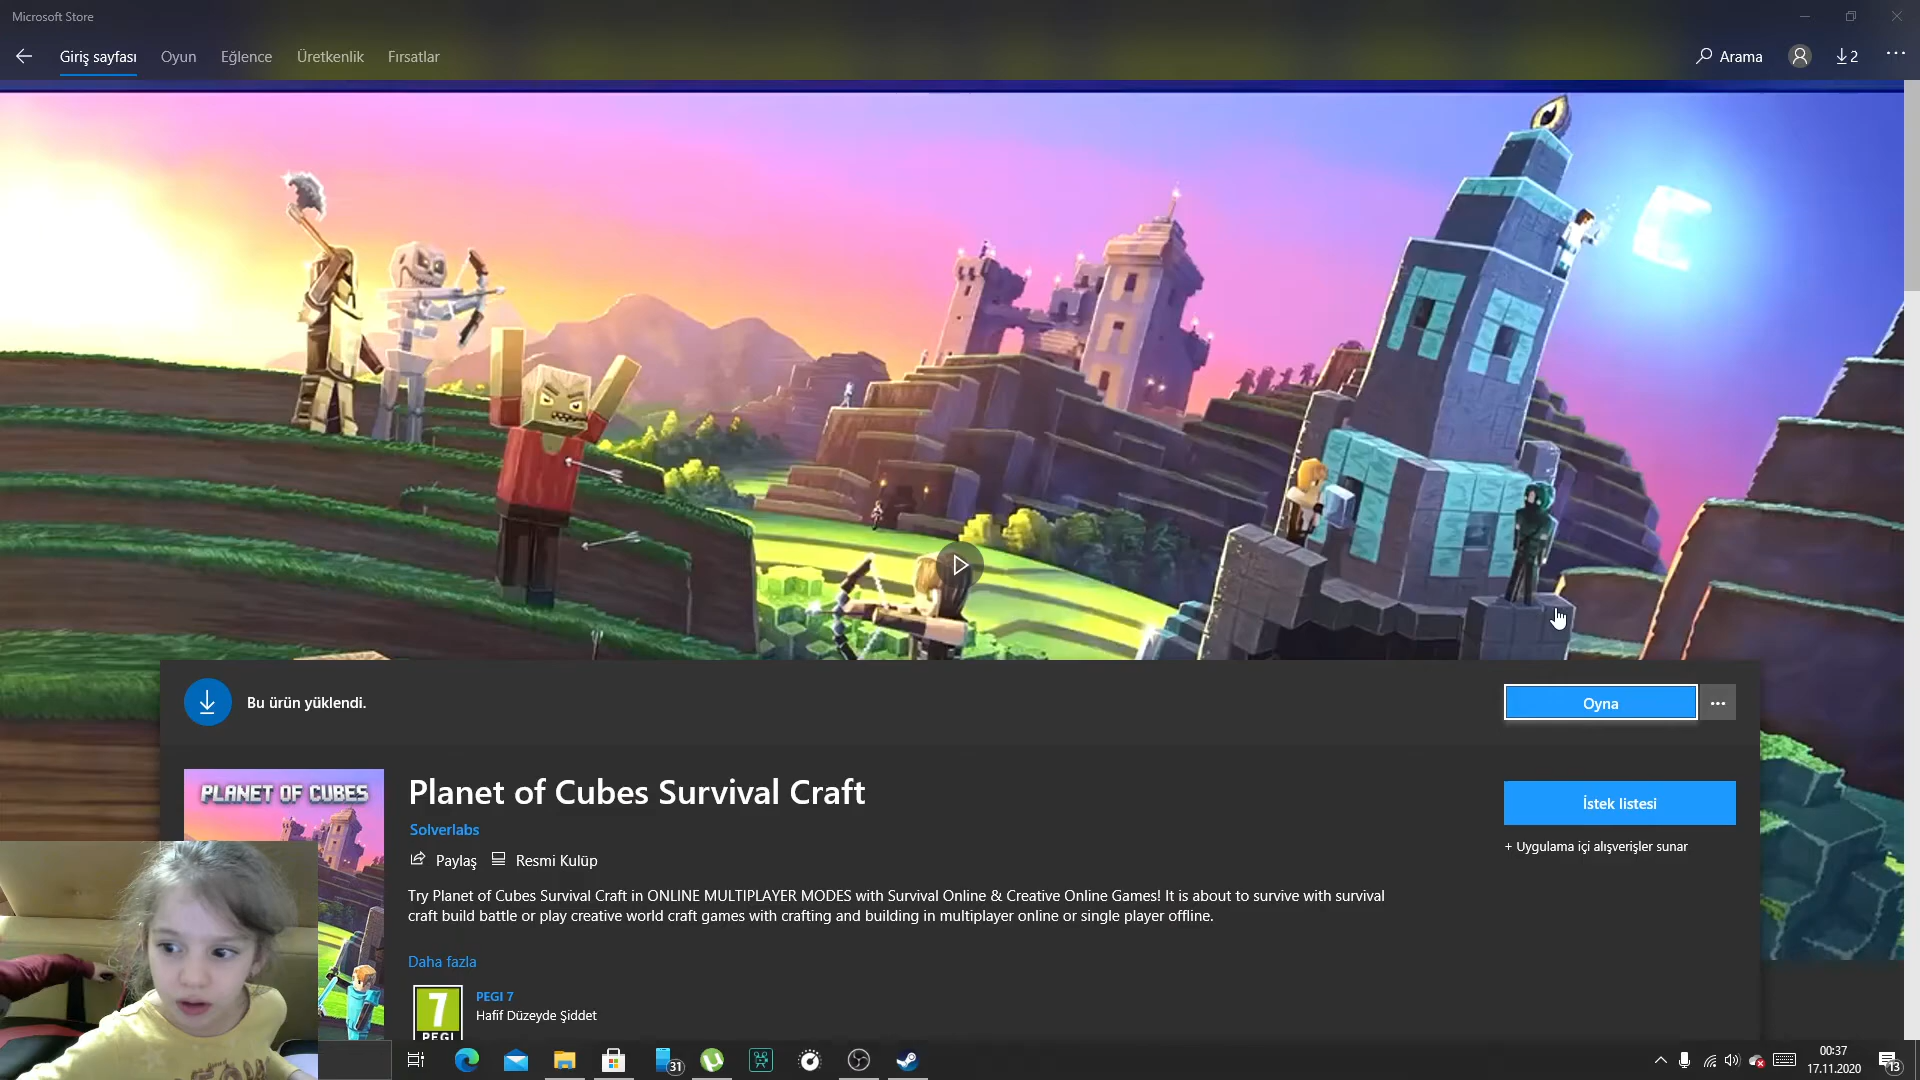 Microsoft Store
Giriş sayfası
Oyun
Eğlence
Üretkenlik
Fırsatlar
Arama
2
Bu ürün yüklendi.
Oyna
PLANET OF CUBES
Planet of Cubes Survival Craft
İstek listesi
Solverlabs
+ Uygulama içi alışverişler sunar
Paylaş
Resmi Kulüp
Try Planet of Cubes Survival Craft in ONLINE MULTIPLAYER MODES with Survival Online & Creative Online Games! It is about to survive with survival
craft build battle or play creative world craft games with crafting and building in multiplayer online or single player offline.
Daha fazla
7
PEGI
PEGI 7
Hafif Düzeyde Şiddet
31
00:37
17.11.2020
13